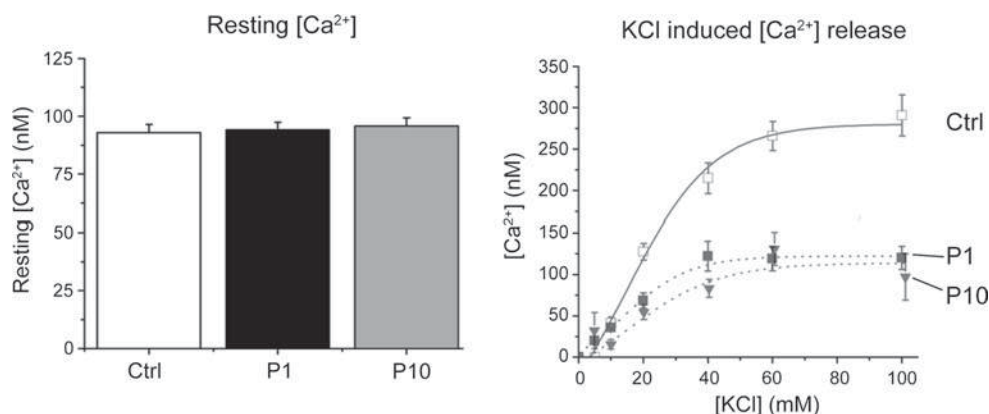 Resting [Ca²⁺]
Resting [Ca²⁺] (nM)
125
100
75
50
25
0
Ctrl P1 P10
KCl induced [Ca²⁺] release
[Ca²⁺] (nM)
350
300
250
200
150
100
50
0
0 20 40 60 80 100
[KCl] (mM)
Ctrl
P1
P10